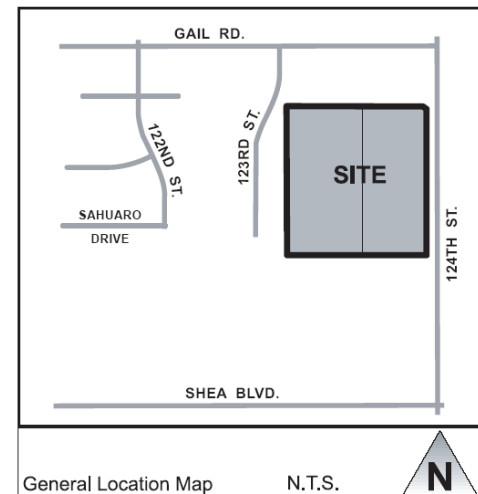 GAIL RD.
122ND ST.
123RD ST.
SITE
SAHUARO
DRIVE
124TH ST.
SHEA BLVD.
General Location Map
N.T.S.
N